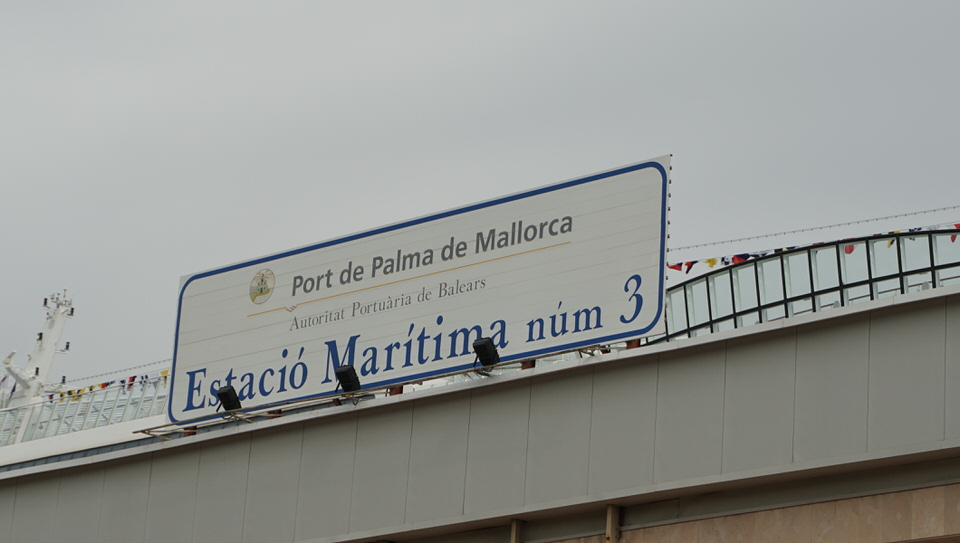 Port de Palma de Mallorca
Autoritat Portuària de Balears
Estació Marítima núm 3